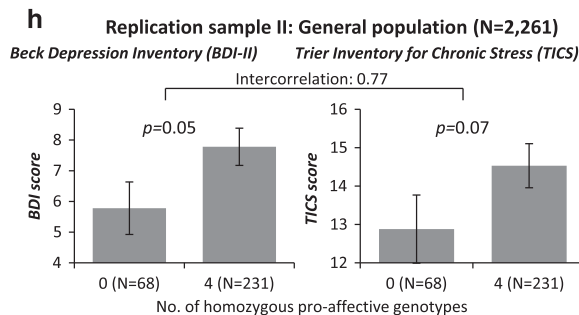 h
Replication sample II: General population (N=2,261)
Beck Depression Inventory (BDI-II) Trier Inventory for Chronic Stress (TICS)
Intercorrelation: 0.77
BDI score
9
8
7
6
5
4
p=0.05
0 (N=68) 4 (N=231)
TICS score
16
15
14
13
12
p=0.07
0 (N=68) 4 (N=231)
No. of homozygous pro-affective genotypes